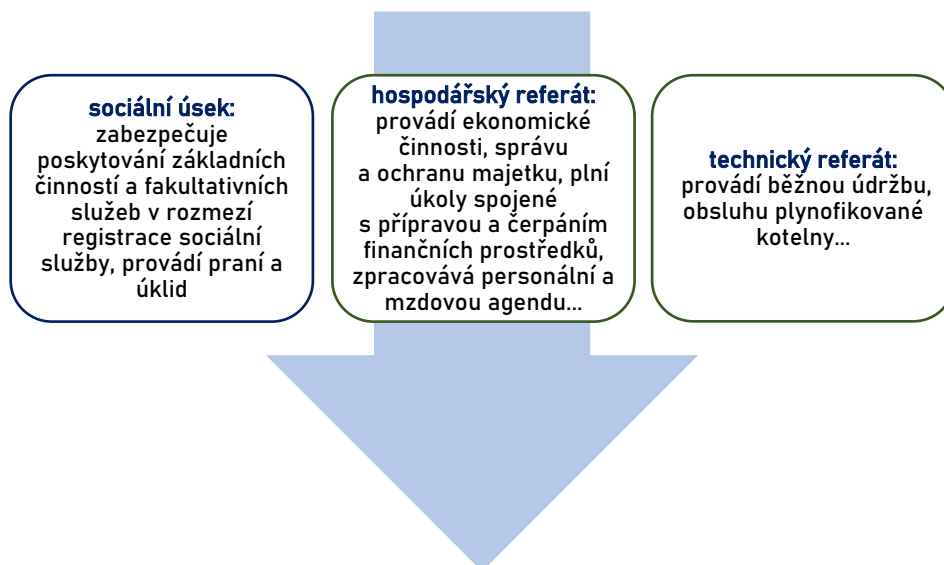 sociální úsek:
zabezpečuje
poskytování základních
činností a fakultativních
služeb v rozmezí
registrace sociální
služby, provádí praní a
úklid
hospodářský referát:
provádí ekonomické
činnosti, správu
a ochranu majetku, plní
úkoly spojené
s přípravou a čerpáním
finančních prostředků,
zpracovává personální a
mzdovou agendu...
technický referát:
provádí běžnou údržbu,
obsluhu plynofikované
kotelny...